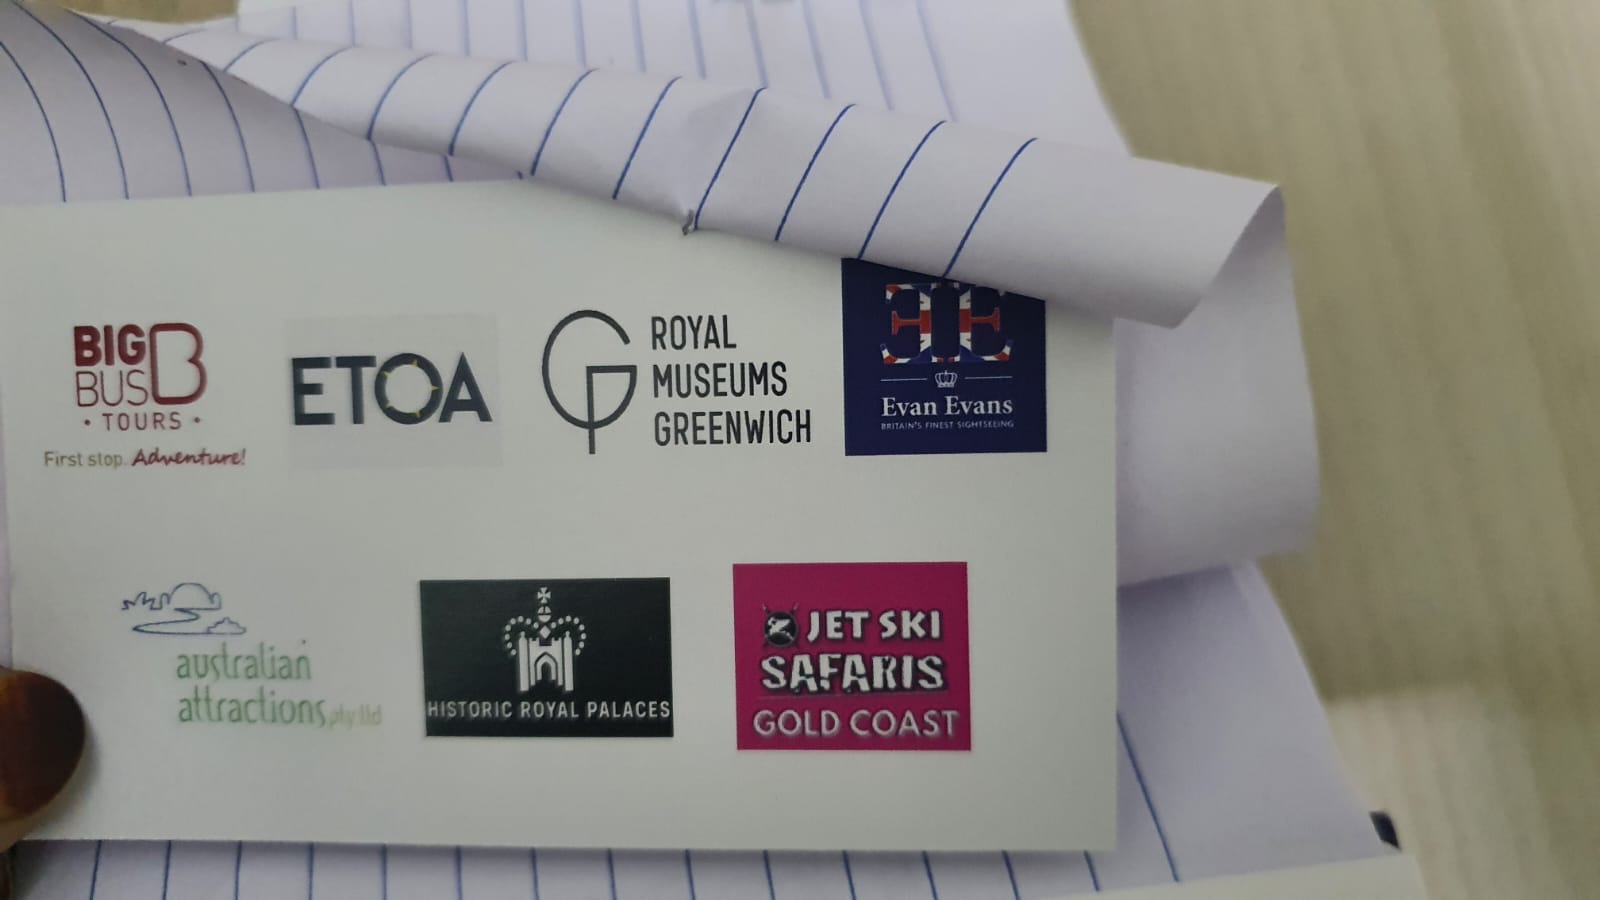 BIG
BUS
• TOURS •
First stop. Adventure!
ETOA
ROYAL
MUSEUMS
GREENWICH
EE
Evan Evans
BRITAIN'S FINEST SIGHTSEEING
australian
attractions pty ltd
HISTORIC ROYAL PALACES
JET SKI
SAFARIS
GOLD COAST